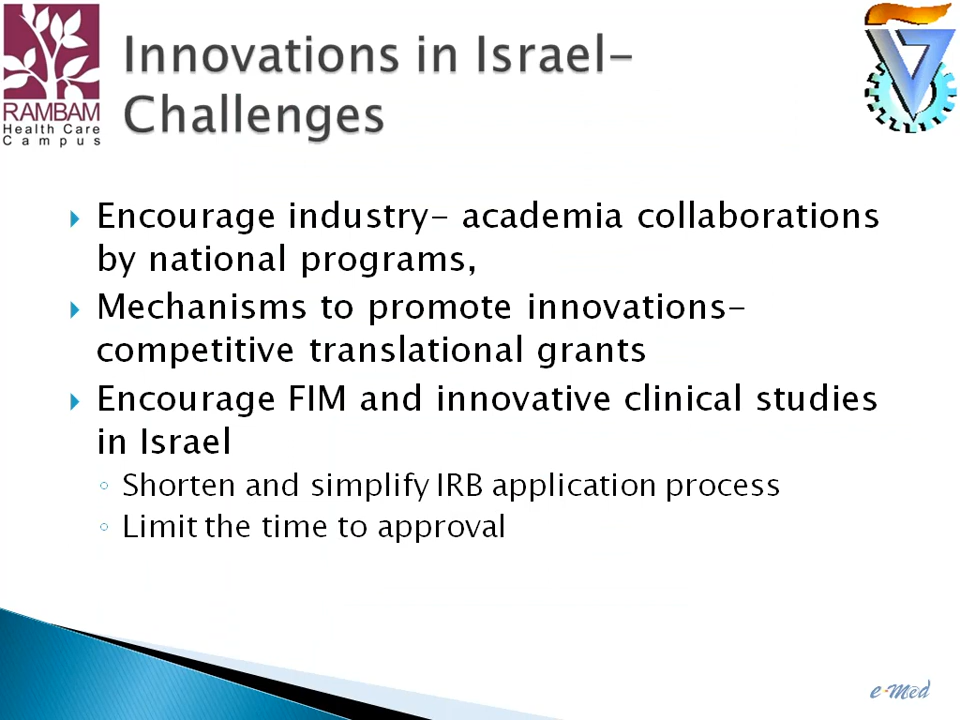 RAMBAM
Health Care
Campus
Innovations in Israel-
Challenges
Encourage industry- academia collaborations
by national programs,
Mechanisms to promote innovations-
competitive translational grants
Encourage FIM and innovative clinical studies
in Israel
Shorten and simplify IRB application process
Limit the time to approval
e-Med